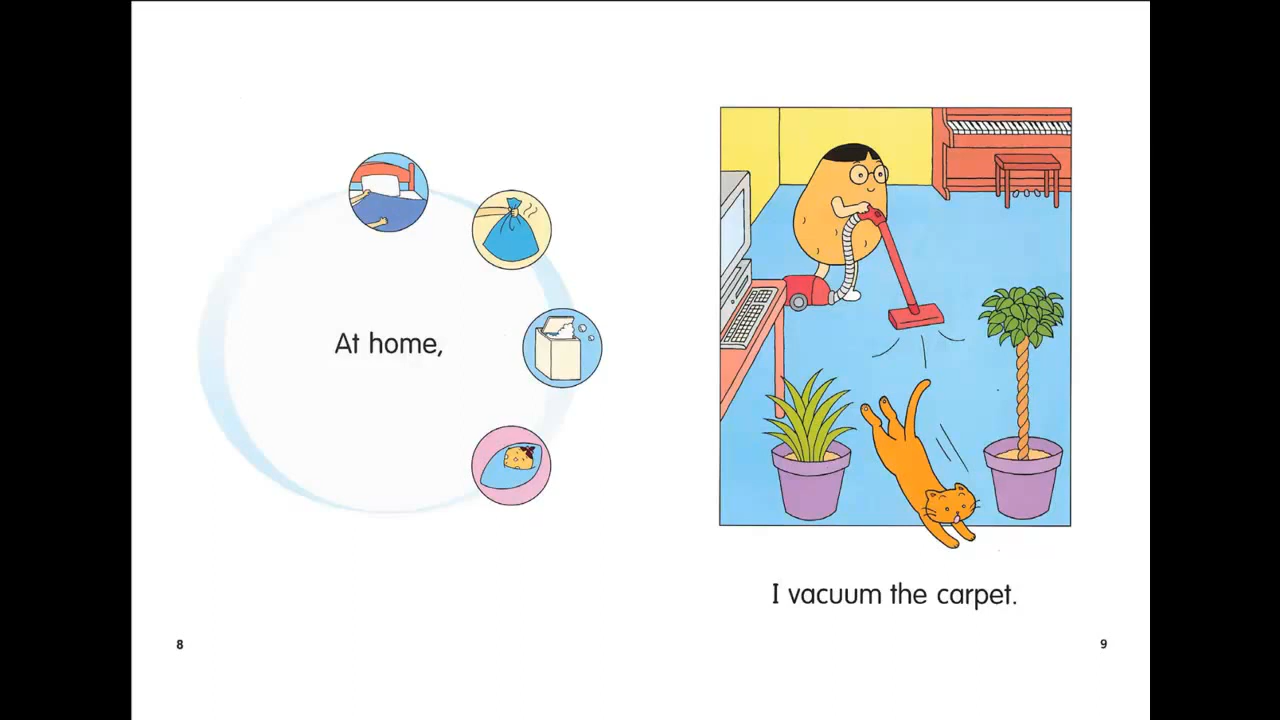 At home,
I vacuum the carpet.
8
9